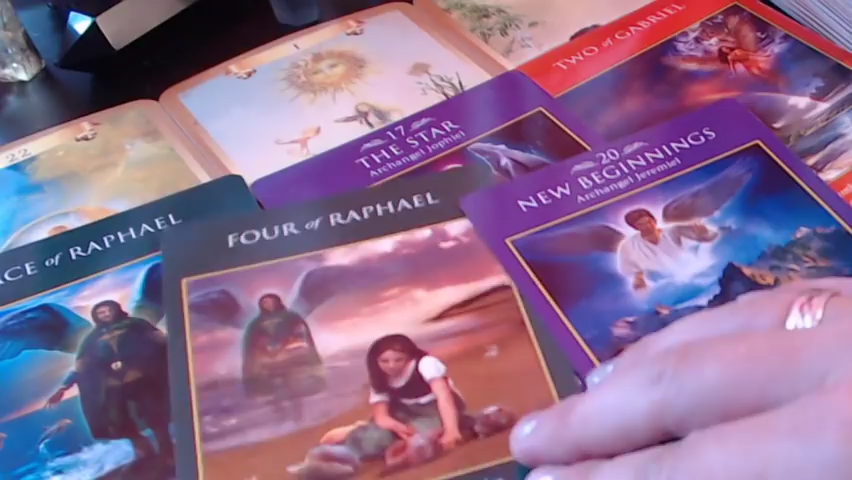 1
TWO of GABRIEL
22
17
THE STAR
Archangel Jophiel
20
NEW BEGINNINGS
Archangel Jeremiel
ACE of RAPHAEL
FOUR of RAPHAEL